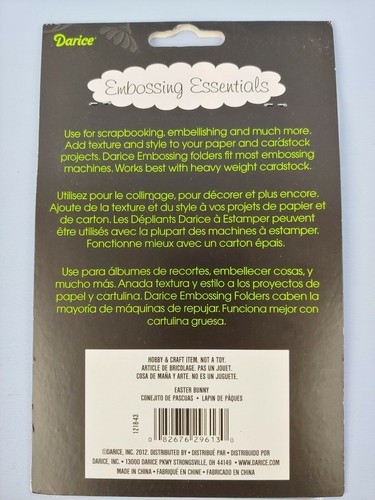 Darice®
Embossing Essentials
Use for scrapbooking, embellishing and much more.
Add texture and style to your paper and cardstock
projects. Darice Embossing folders fit most embossing
machines. Works best with heavy weight cardstock.
Utilisez pour le collingage, pour décorer et plus encore.
Ajoute de la texture et du style à vos projets de papier et
de carton. Les Dépliants Darice à Estamper peuvent
être utilisés avec la plupart des machines à estamper.
Fonctionne mieux avec un carton épais.
Use para álbumes de recortes, embellecer cosas, y
mucho más. Anada textura y estilo a los proyectos de
papel y cartulina. Darice Embossing Folders caben la
mayoría de máquinas de repujar. Funciona mejor con
cartulina gruesa.
HOBBY & CRAFT ITEM. NOT A TOY.
ARTICLE DE BRICOLAGE. PAS UN JOUET.
COSA DE MAÑA Y ARTE. NO ES UN JUGUETE.
EASTER BUNNY
CONEJITO DE PASCUAS • LAPIN DE PÂQUES
1218-43
0 82676 29613 0
©DARICE, INC. 2012. DISTRIBUTED BY • DISTRIBUÉ PAR • DISTRIBUIDO POR
DARICE, INC. • 13000 DARICE PKWY STRONGSVILLE, OH 44149 • WWW.DARICE.COM
MADE IN CHINA • FABRIQUÉ EN CHINE • FABRICADO EN CHINA